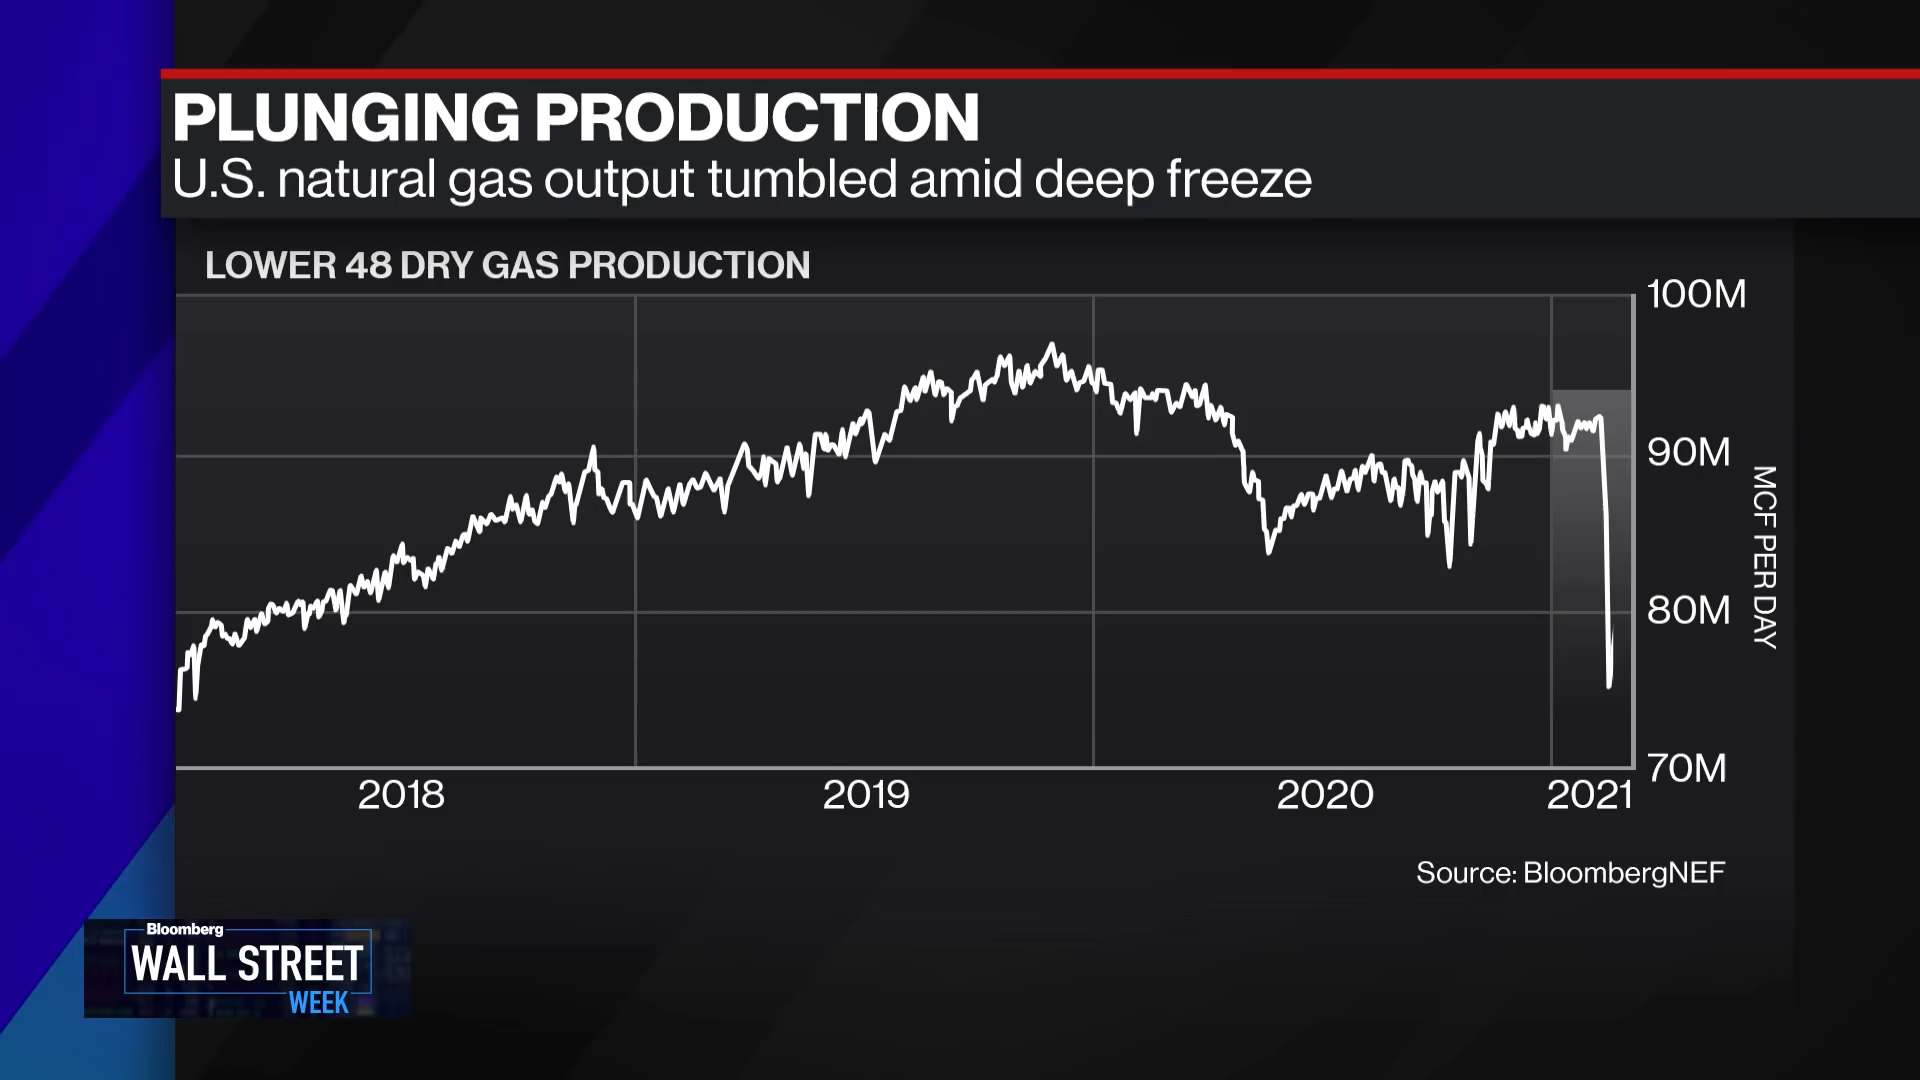 PLUNGING PRODUCTION
U.S. natural gas output tumbled amid deep freeze
LOWER 48 DRY GAS PRODUCTION
100M
90M
80M
70M
MCF PER DAY
2018 2019 2020 2021
Source: BloombergNEF
Bloomberg
WALL STREET
WEEK